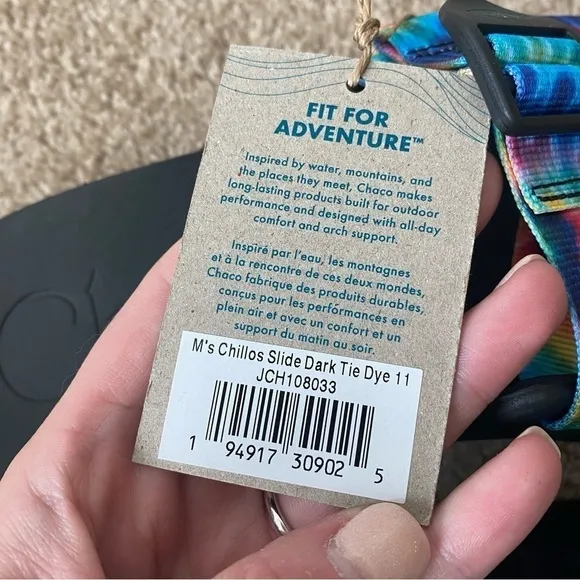 FIT FOR
ADVENTURE™
Inspired by water, mountains, and
the places they meet, Chaco makes
long-lasting products built for outdoor
performance and designed with all-day
comfort and arch support.
Inspiré par l'eau, les montagnes
et à la rencontre de ces deux mondes,
Chaco fabrique des produits durables,
conçus pour les performances en
plein air et avec un confort et un
support du matin au soir.
M's Chillos Slide Dark Tie Dye 11
JCH108033
1 94917 30902 5